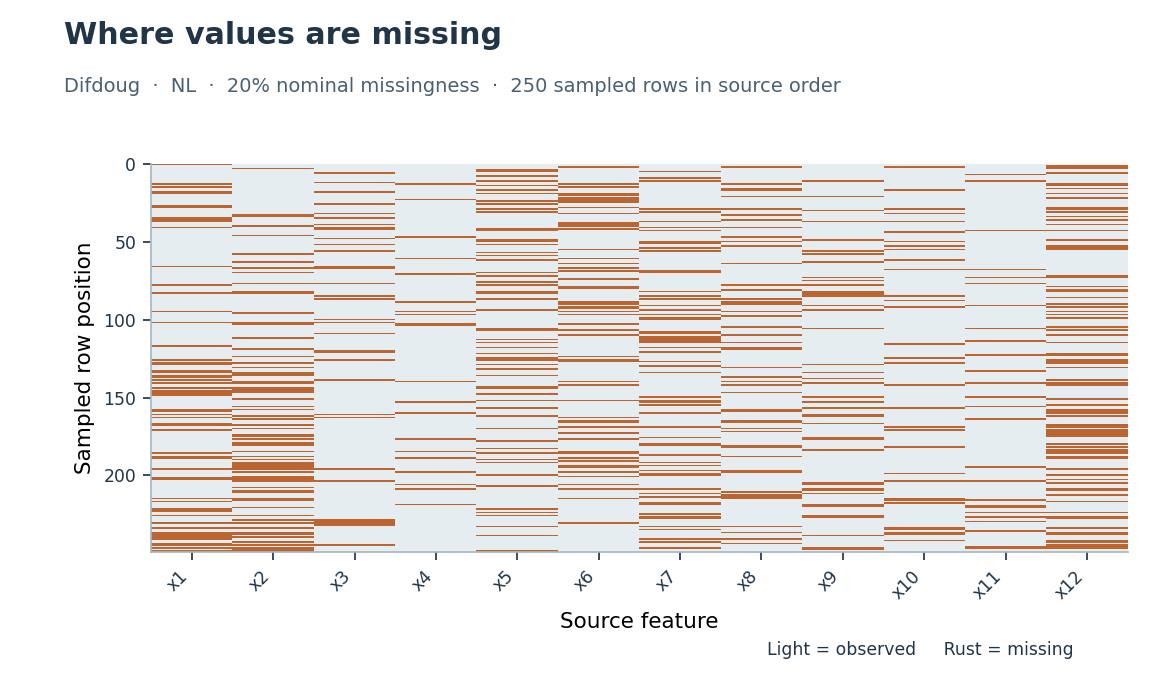 Where values are missing
Difdoug · NL · 20% nominal missingness · 250 sampled rows in source order
0
50
100
150
200
Sampled row position
x1 x2 x3 x4 x5 x6 x7 x8 x9 x10 x11 x12
Source feature
Light = observed Rust = missing